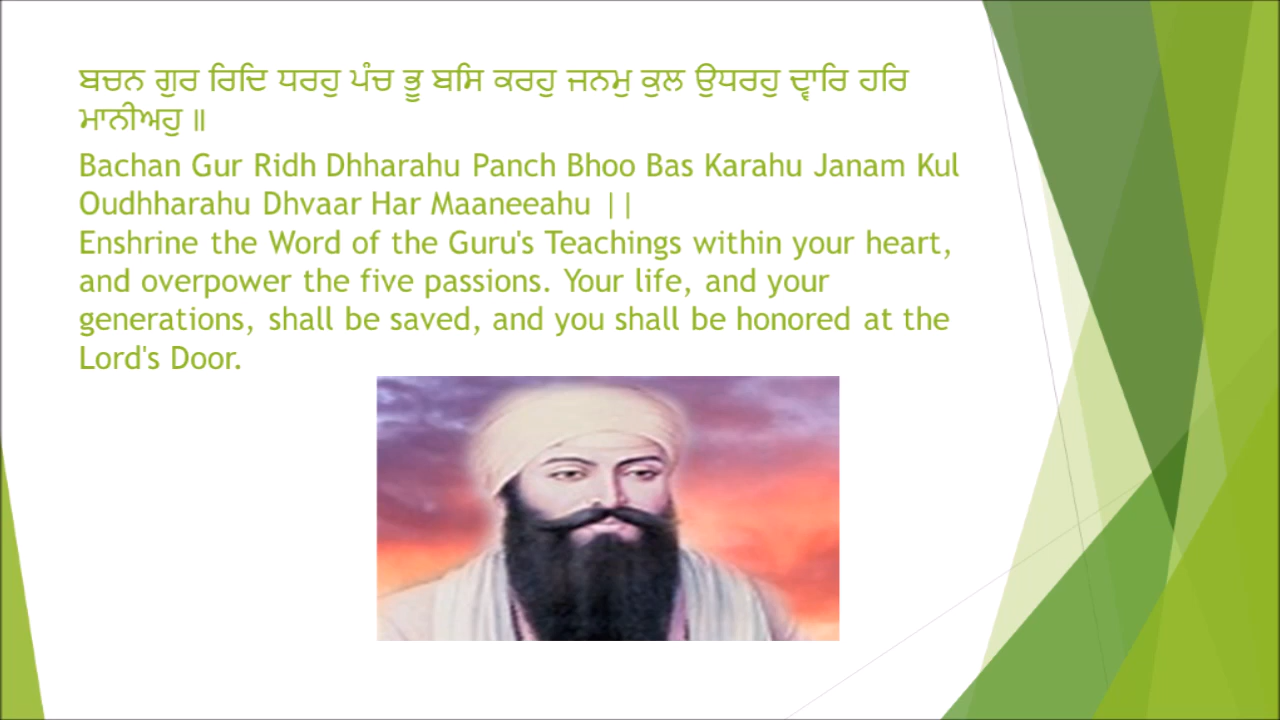 ਬਚਨ ਗੁਰ ਰਿਦਿ ਧਰਹੁ ਪੰਚ ਭੂ ਬਸਿ ਕਰਹੁ ਜਨਮੁ ਕੁਲ ਉਧਰਹੁ ਦ੍ਵਾਰਿ ਹਰਿ
ਮਾਨੀਅਹੁ ॥
Bachan Gur Ridh Dhharahu Panch Bhoo Bas Karahu Janam Kul
Oudhharahu Dhvaar Har Maaneeahu ||
Enshrine the Word of the Guru's Teachings within your heart,
and overpower the five passions. Your life, and your
generations, shall be saved, and you shall be honored at the
Lord's Door.